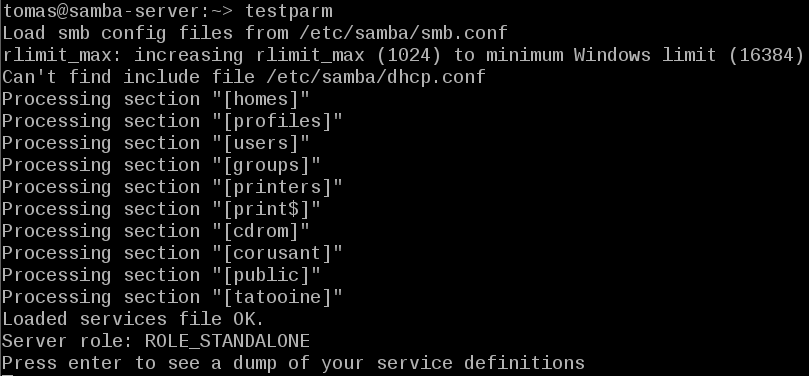 tomas@samba-server:~> testparm
Load smb config files from /etc/samba/smb.conf
rlimit_max: increasing rlimit_max (1024) to minimum Windows limit (16384)
Can't find include file /etc/samba/dhcp.conf
Processing section "[homes]"
Processing section "[profiles]"
Processing section "[users]"
Processing section "[groups]"
Processing section "[printers]"
Processing section "[print$]"
Processing section "[cdrom]"
Processing section "[corusant]"
Processing section "[public]"
Processing section "[tatooine]"
Loaded services file OK.
Server role: ROLE_STANDALONE
Press enter to see a dump of your service definitions